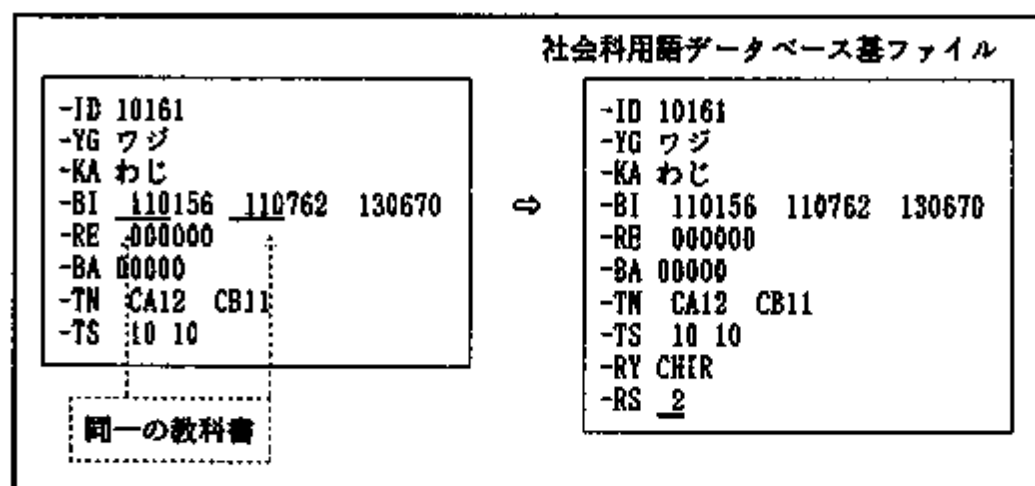 社会科用語データベース基ファイル
-ID 10161
-YG ワジ
-KA わじ
-BI 110156 110762 130670
-RE 000000
-BA 00000
-TN CA12 CB11
-TS 10 10
同一の教科書
⇨
-ID 10161
-YG ワジ
-KA わじ
-BI 110156 110762 130670
-RE 000000
-BA 00000
-TN CA12 CB11
-TS 10 10
-RY CHIR
-RS 2